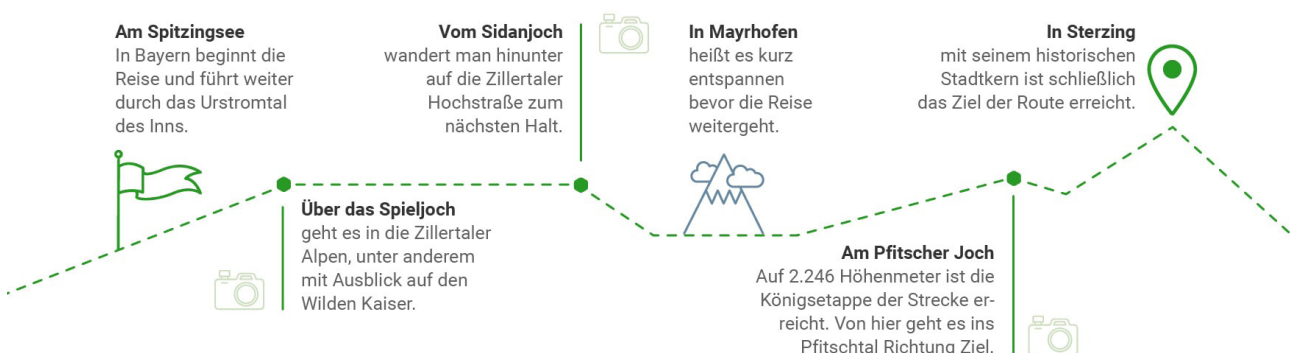 Am Spitzingsee
In Bayern beginnt die
Reise und führt weiter
durch das Urstromtal
des Inns.
Über das Spieljoch
geht es in die Zillertaler
Alpen, unter anderem
mit Ausblick auf den
Wilden Kaiser.
Vom Sidanjoch
wandert man hinunter
auf die Zillertaler
Hochstraße zum
nächsten Halt.
In Mayrhofen
heißt es kurz
entspannen
bevor die Reise
weitergeht.
Am Pfitscher Joch
Auf 2.246 Höhenmeter ist die
Königsetappe der Strecke er-
reicht. Von hier geht es ins
Pfitschtal Richtung Ziel.
In Sterzing
mit seinem historischen
Stadtkern ist schließlich
das Ziel der Route erreicht.